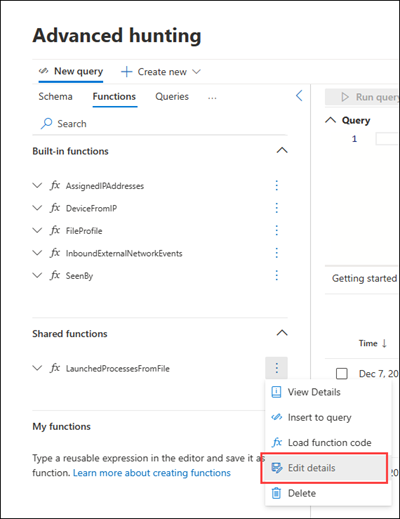 Advanced hunting
New query
Create new
Schema
Functions
Queries
...
Run query
Search
Query
1
Built-in functions
fx AssignedIPAddresses
fx DeviceFromIP
fx FileProfile
fx InboundExternalNetworkEvents
fx SeenBy
Getting started
Shared functions
Time ↓
fx LaunchedProcessesFromFile
Dec 7, 20
View Details
Insert to query
My functions
fx Load function code
Type a reusable expression in the editor and save it as
Edit details
function. Learn more about creating functions
Delete